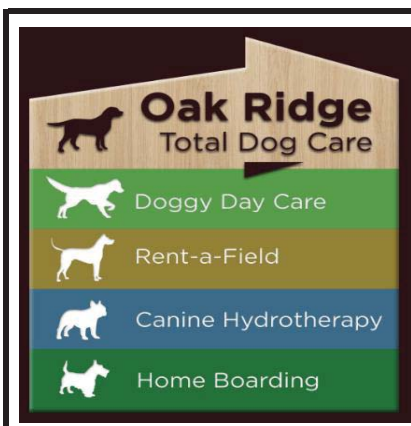 Oak Ridge
Total Dog Care
Doggy Day Care
Rent-a-Field
Canine Hydrotherapy
Home Boarding